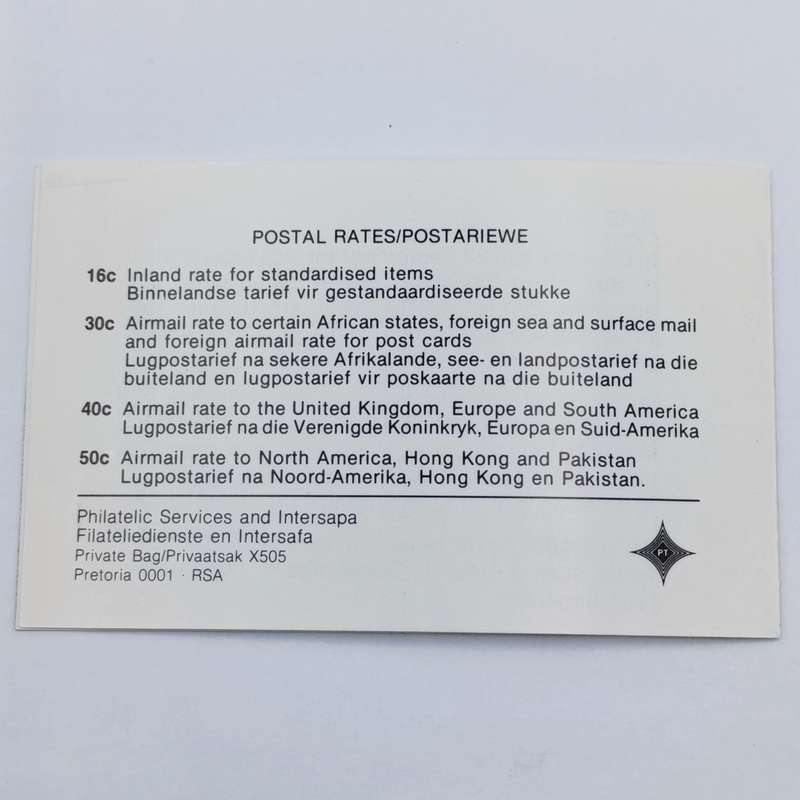 POSTAL RATES/POSTARIEWE
16c Inland rate for standardised items
Binnelandse tarief vir gestandaardiseerde stukke
30c Airmail rate to certain African states, foreign sea and surface mail
and foreign airmail rate for post cards
Lugpostarief na sekere Afrikalande, see- en landpostarief na die
buiteland en lugpostarief vir poskaarte na die buiteland
40c Airmail rate to the United Kingdom, Europe and South America
Lugpostarief na die Verenigde Koninkryk, Europa en Suid-Amerika
50c Airmail rate to North America, Hong Kong and Pakistan
Lugpostarief na Noord-Amerika, Hong Kong en Pakistan.
Philatelic Services and Intersapa
Filateliedienste en Intersafa
Private Bag/Privaatsak X505
Pretoria 0001 · RSA
PT